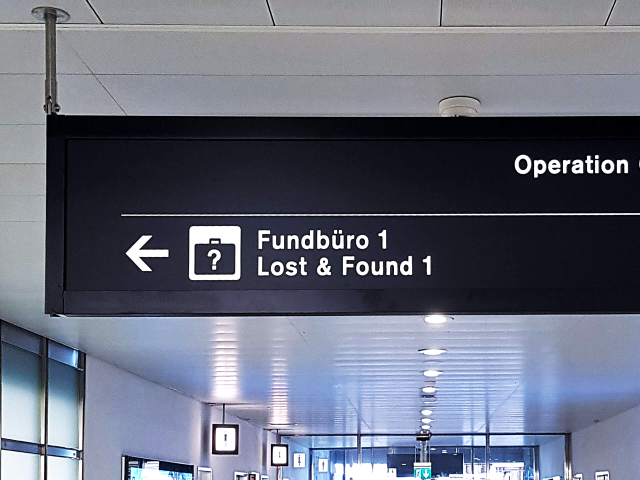 Operation
Fundbüro 1
?
Lost & Found 1